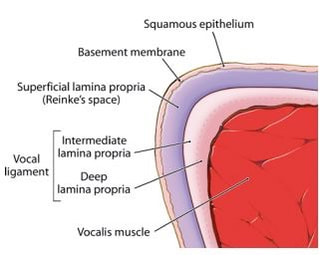 Squamous epithelium
Basement membrane
Superficial lamina propria
(Reinke's space)
Intermediate
lamina propria
Vocal
ligament
Deep
lamina propria
Vocalis muscle